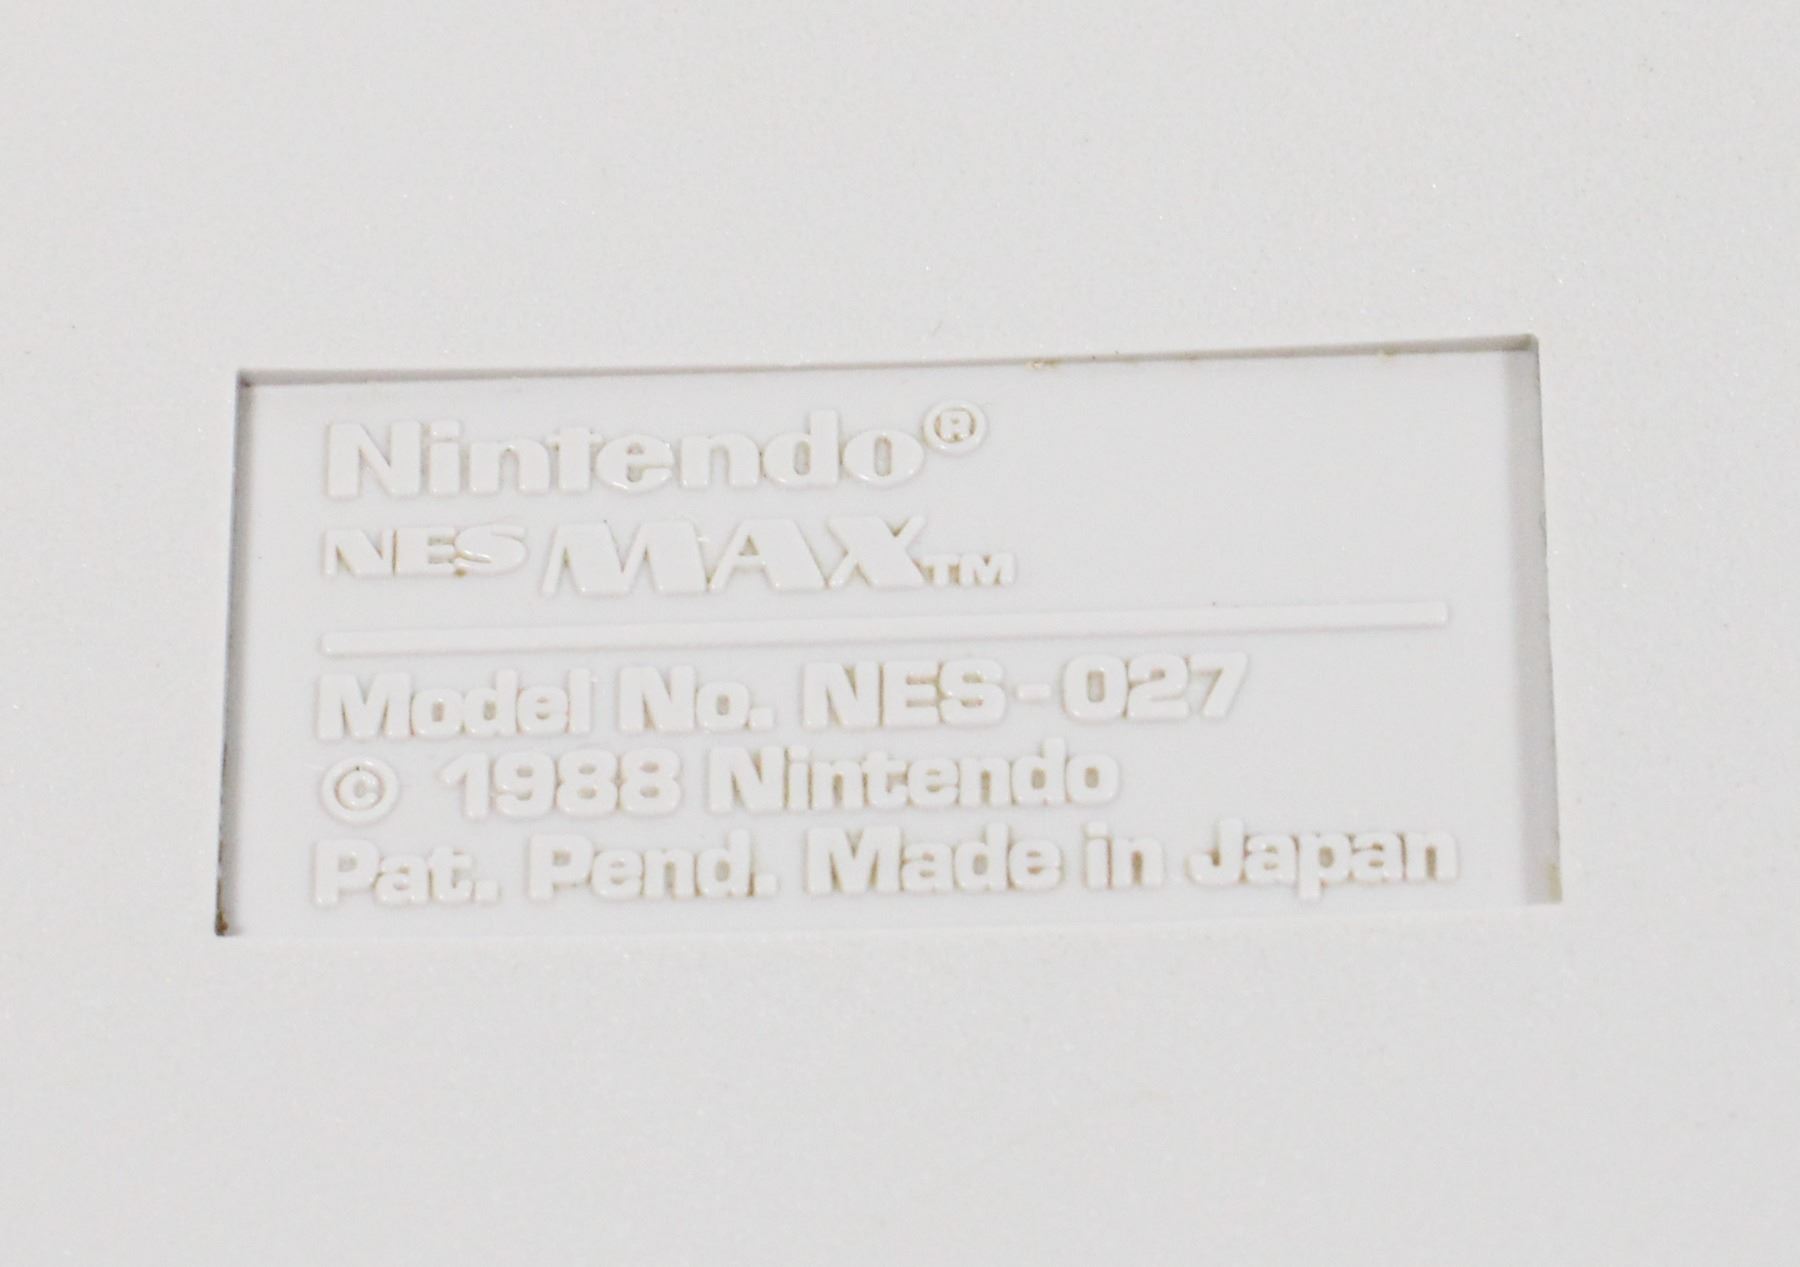 Nintendo®
NES MAX™
Model No. NES-027
© 1988 Nintendo
Pat. Pend. Made in Japan